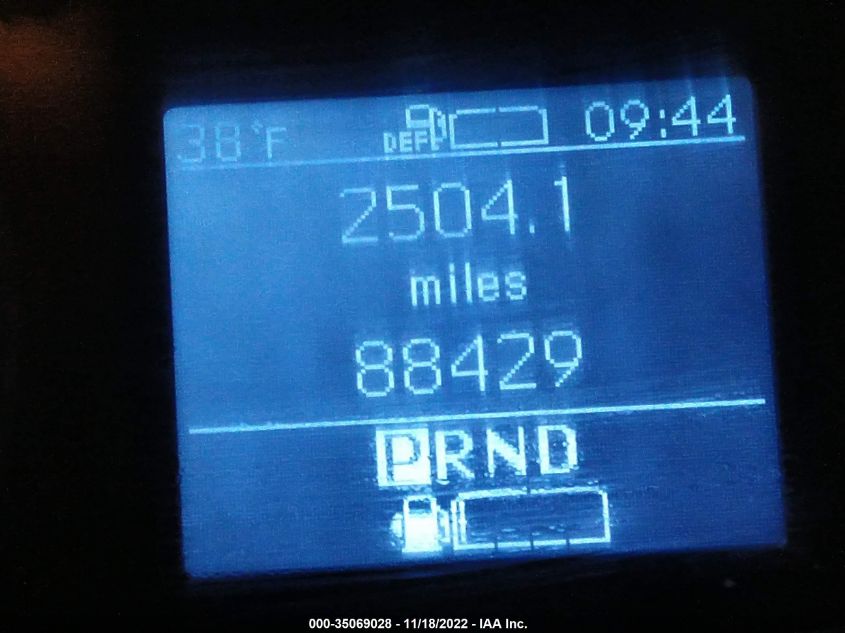 38°F DEF 09:44
2504.1
miles
88429
PRND
000-35069028 - 11/18/2022 - IAA Inc.